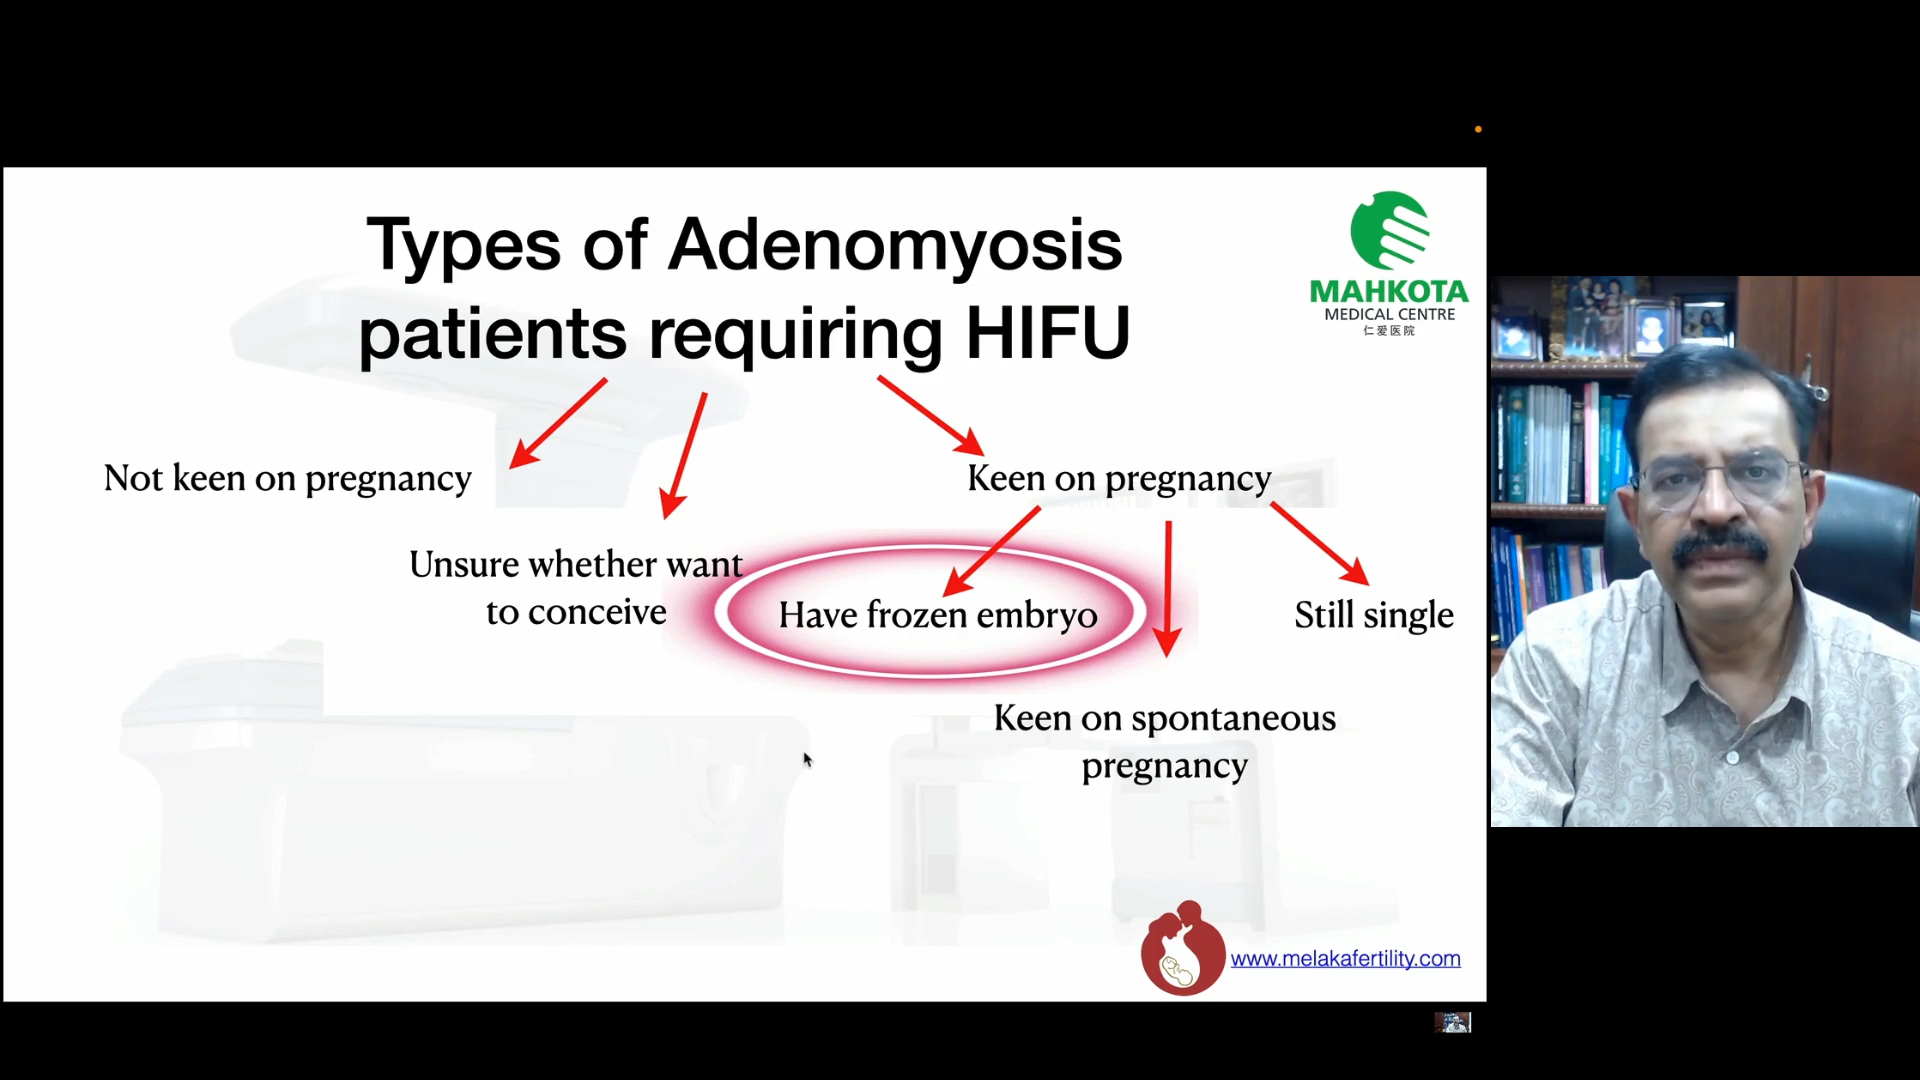 Types of Adenomyosis
patients requiring HIFU
MAHKOTA
MEDICAL CENTRE
仁爱医院
Not keen on pregnancy
Keen on pregnancy
Unsure whether want
to conceive
Have frozen embryo
Still single
Keen on spontaneous
pregnancy
www.melakafertility.com